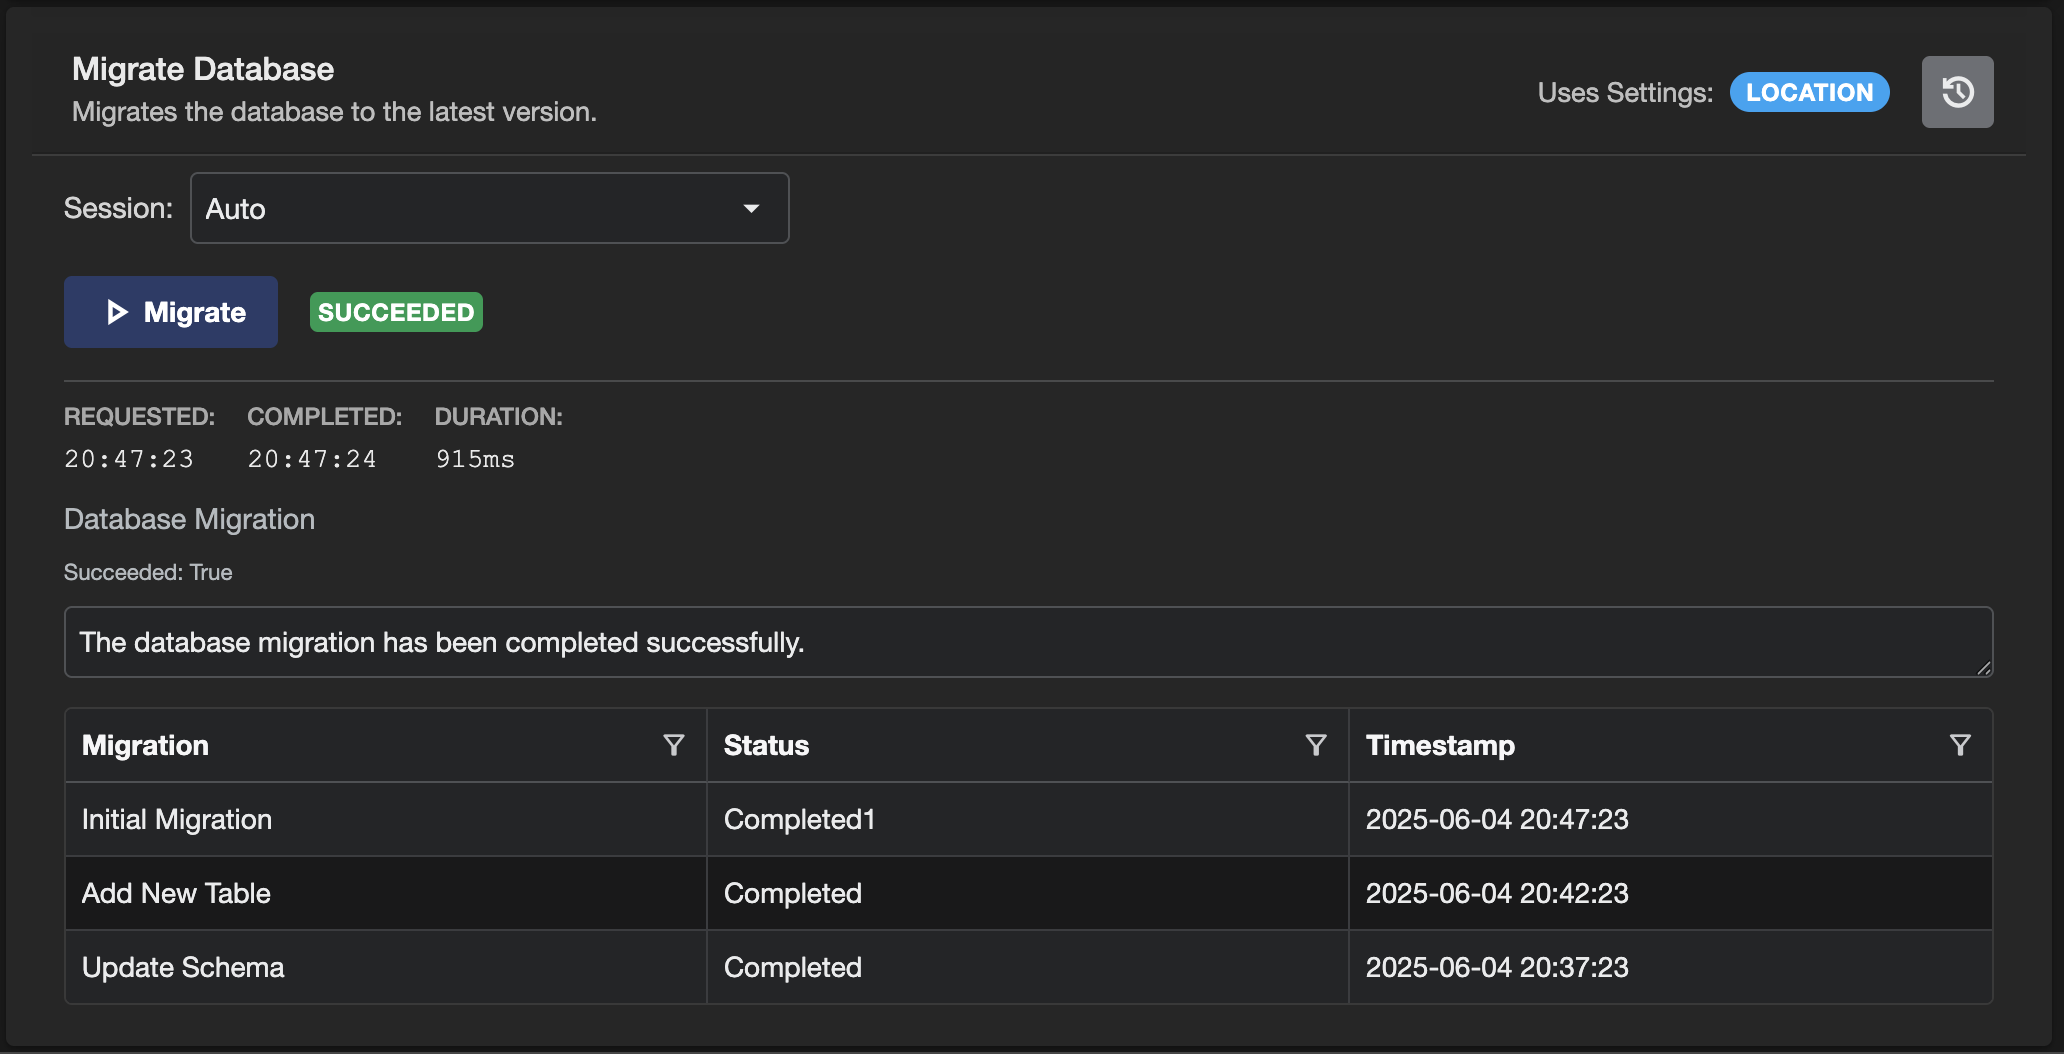 Migrate Database
Migrates the database to the latest version.
Uses Settings: LOCATION
Session: Auto
Migrate SUCCEEDED
REQUESTED: COMPLETED: DURATION:
20:47:23 20:47:24 915ms
Database Migration
Succeeded: True
The database migration has been completed successfully.
Migration Status Timestamp
Initial Migration Completed1 2025-06-04 20:47:23
Add New Table Completed 2025-06-04 20:42:23
Update Schema Completed 2025-06-04 20:37:23